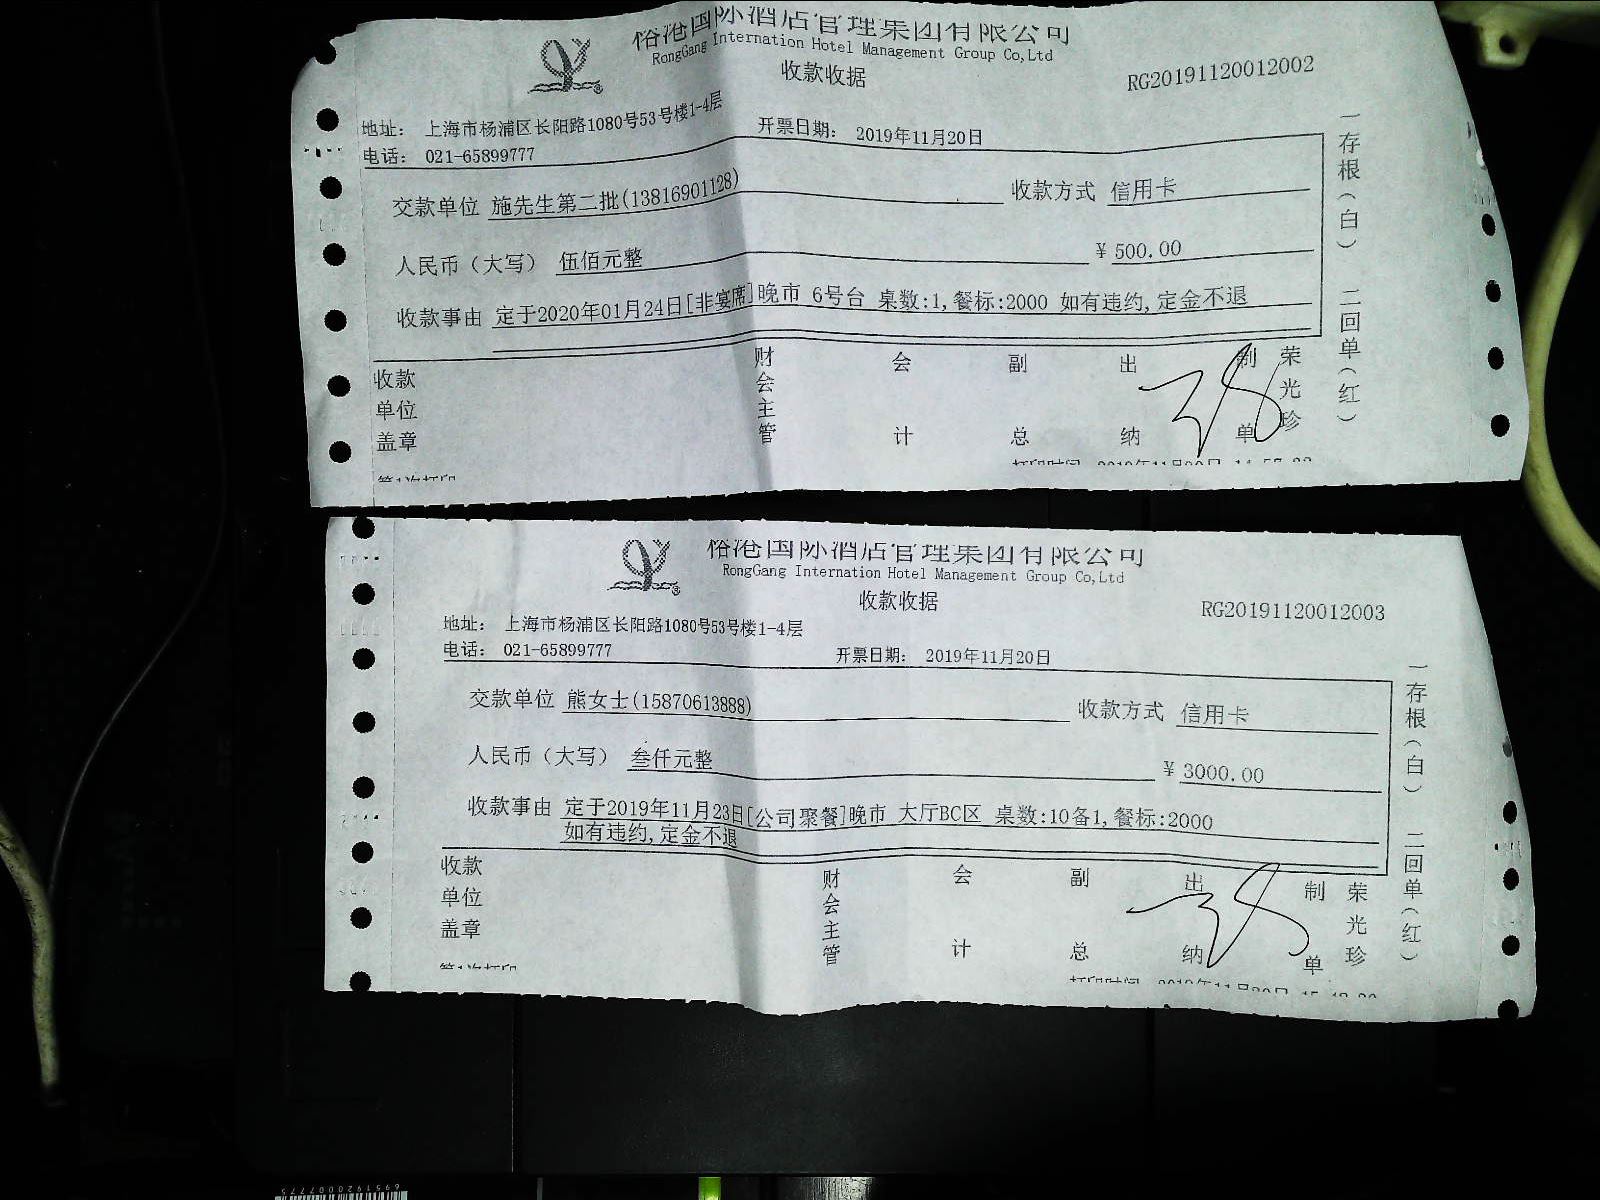 裕港国际酒店管理集团有限公司
RongGang International Hotel Management Group Co,Ltd
收款收据
RG20191120012002
地址: 上海市杨浦区长阳路1080号53号楼1-4层
电话: 021-65899777
开票日期: 2019年11月20日
交款单位 施先生第二批(13816901128) 收款方式 信用卡
人民币(大写) 伍佰元整 ¥500.00
收款事由 定于2020年01月24日[非宴席]晚市 6号台 桌数:1,餐标:2000 如有违约,定金不退
收款单位盖章 财会主管 会计 副总 出纳 制单 荣光珍
一存根(白) 二回单(红)
第1次打印
裕港国际酒店管理集团有限公司
RongGang International Hotel Management Group Co,Ltd
收款收据
RG20191120012003
地址: 上海市杨浦区长阳路1080号53号楼1-4层
电话: 021-65899777
开票日期: 2019年11月20日
交款单位 熊女士(15870613888) 收款方式 信用卡
人民币(大写) 叁仟元整 ¥3000.00
收款事由 定于2019年11月23日[公司聚餐]晚市 大厅BC区 桌数:10备1,餐标:2000
如有违约,定金不退
收款单位盖章 财会主管 会计 副总 出纳 制单 荣光珍
一存根(白) 二回单(红)
第1次打印